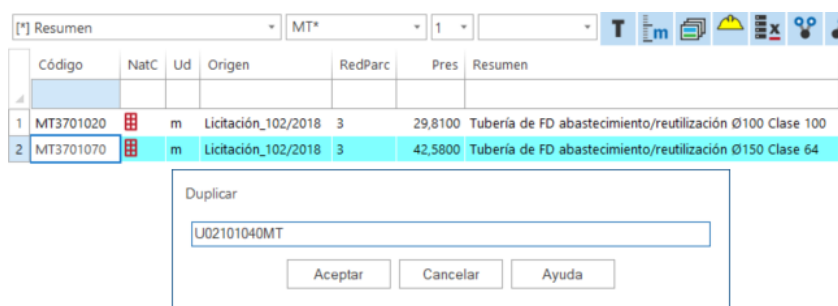 [*] Resumen MT* 1 T m x
Código NatC Ud Origen RedParc Pres Resumen
1 MT3701020 m Licitación_102/2018 3 29,8100 Tubería de FD abastecimiento/reutilización Ø100 Clase 100
2 MT3701070 m Licitación_102/2018 3 42,5800 Tubería de FD abastecimiento/reutilización Ø150 Clase 64
Duplicar
U02101040MT
Aceptar Cancelar Ayuda